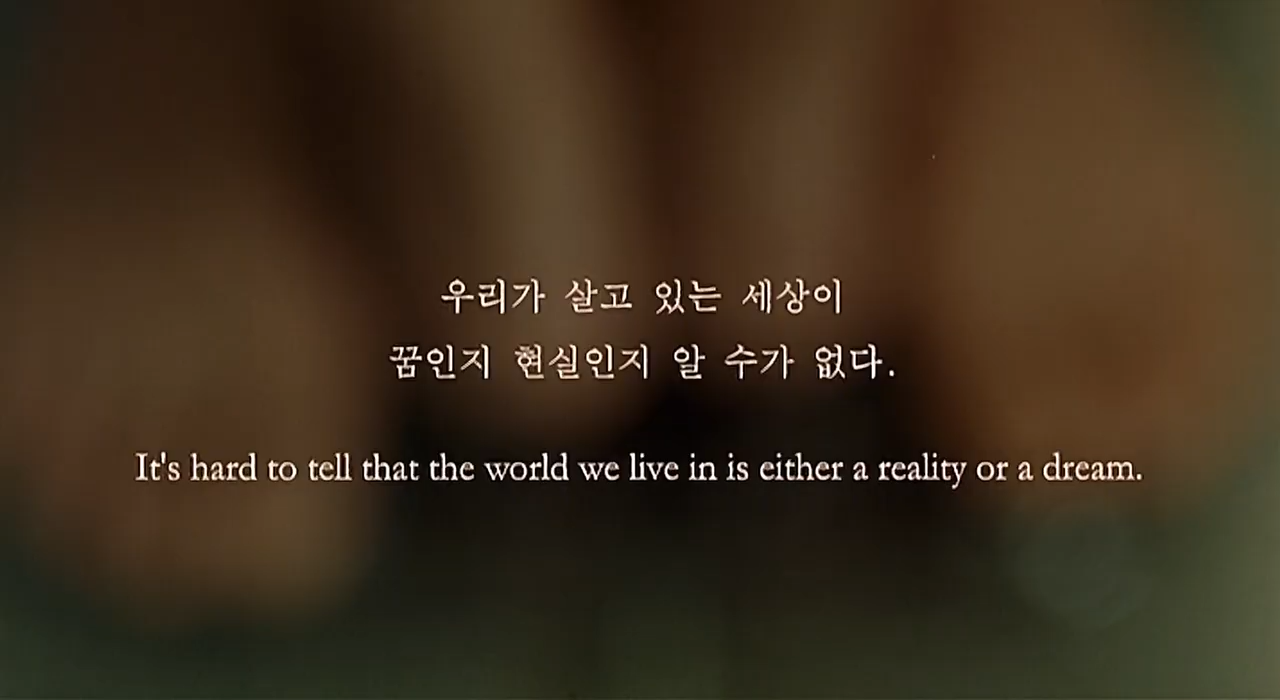 우리가 살고 있는 세상이
꿈인지 현실인지 알 수가 없다.
It's hard to tell that the world we live in is either a reality or a dream.